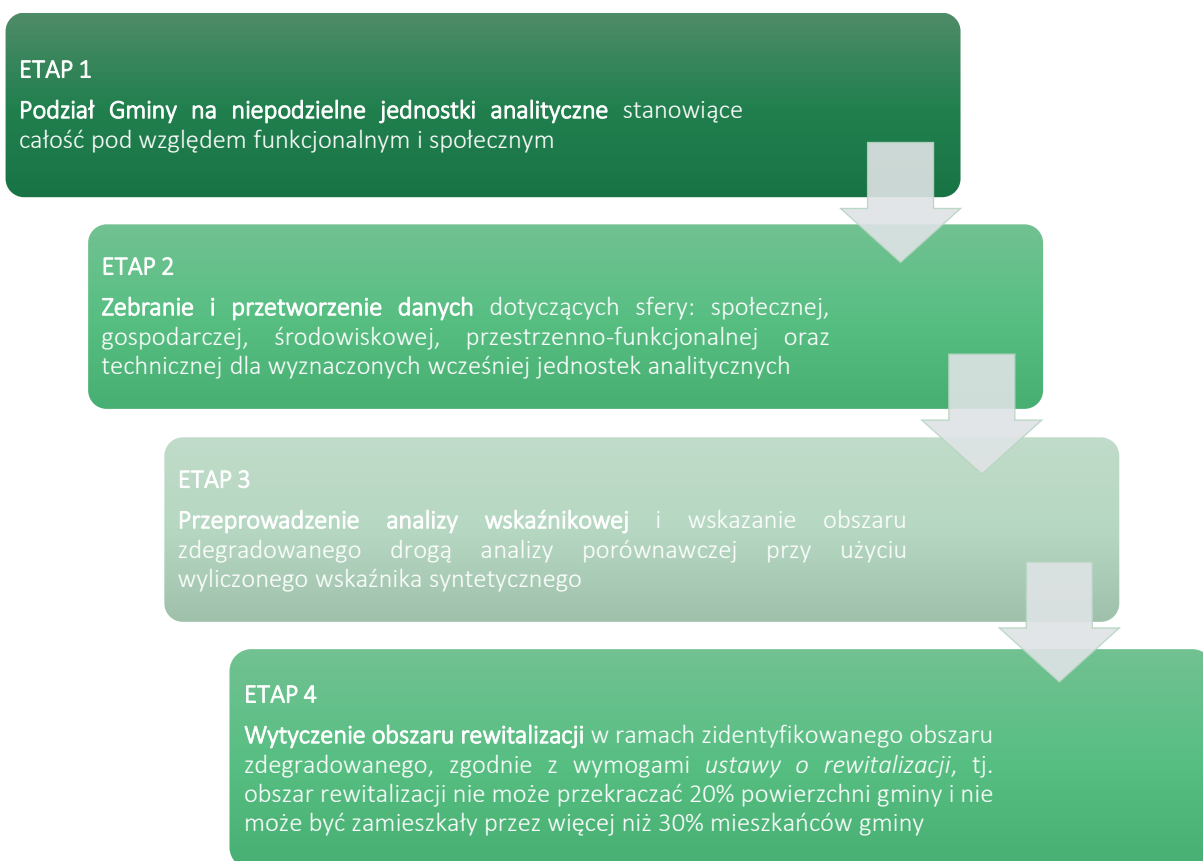 ETAP 1
Podział Gminy na niepodzielne jednostki analityczne stanowiące
całość pod względem funkcjonalnym i społecznym
ETAP 2
Zebranie i przetworzenie danych dotyczących sfery: społecznej,
gospodarczej, środowiskowej, przestrzenno-funkcjonalnej oraz
technicznej dla wyznaczonych wcześniej jednostek analitycznych
ETAP 3
Przeprowadzenie analizy wskaźnikowej i wskazanie obszaru
zdegradowanego drogą analizy porównawczej przy użyciu
wyliczonego wskaźnika syntetycznego
ETAP 4
Wytyczenie obszaru rewitalizacji w ramach zidentyfikowanego obszaru
zdegradowanego, zgodnie z wymogami ustawy o rewitalizacji, tj.
obszar rewitalizacji nie może przekraczać 20% powierzchni gminy i nie
może być zamieszkały przez więcej niż 30% mieszkańców gminy